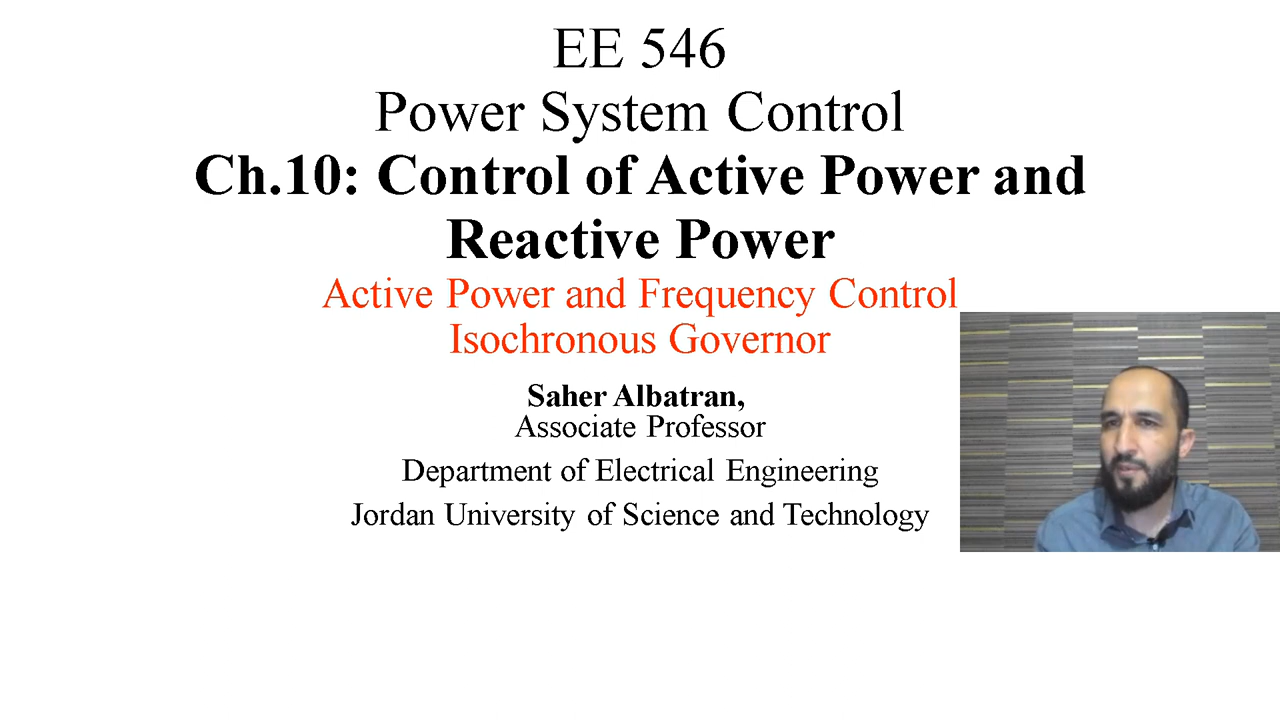 EE 546
Power System Control
Ch.10: Control of Active Power and
Reactive Power
Active Power and Frequency Control
Isochronous Governor
Saher Albatran,
Associate Professor
Department of Electrical Engineering
Jordan University of Science and Technology